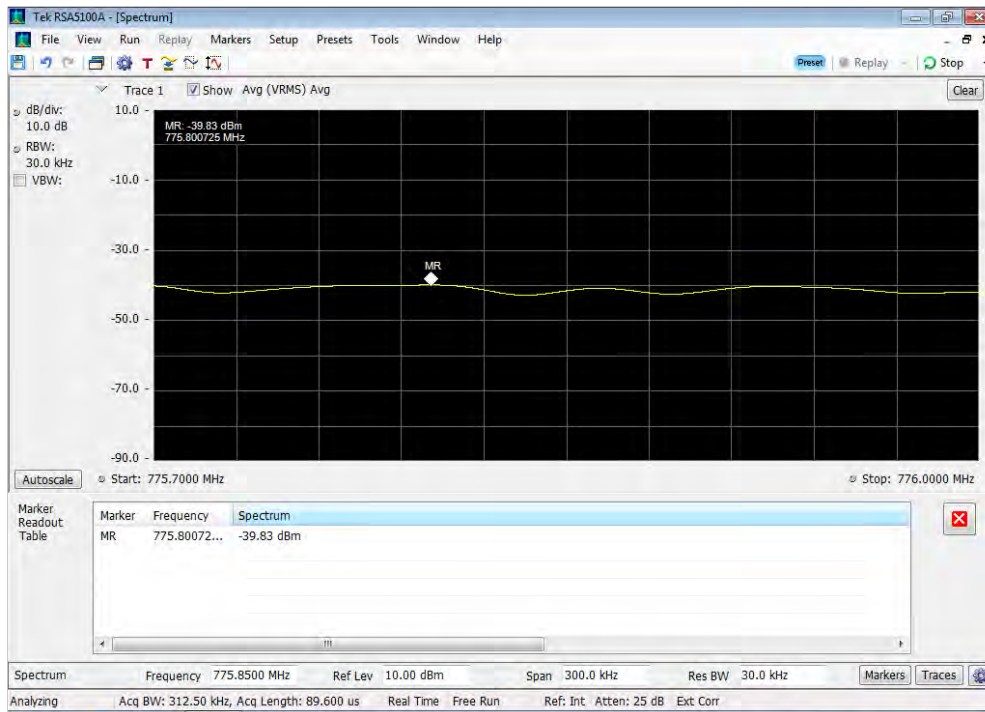 Tek RSA5100A - [Spectrum]
File View Run Replay Markers Setup Presets Tools Window Help
T Preset Replay Stop
Trace 1 Show Avg (VRMS) Avg Clear
dB/div:
10.0 dB
RBW:
30.0 kHz
VBW:
10.0
MR: -39.83 dBm
775.800725 MHz
-10.0
-30.0
MR
-50.0
-70.0
-90.0
Autoscale Start: 775.7000 MHz Stop: 776.0000 MHz
Marker
Readout
Table
Marker Frequency Spectrum
MR 775.80072... -39.83 dBm
Spectrum Frequency 775.8500 MHz Ref Lev 10.00 dBm Span 300.0 kHz Res BW 30.0 kHz Markers Traces
Analyzing Acq BW: 312.50 kHz, Acq Length: 89.600 us Real Time Free Run Ref: Int Atten: 25 dB Ext Corr